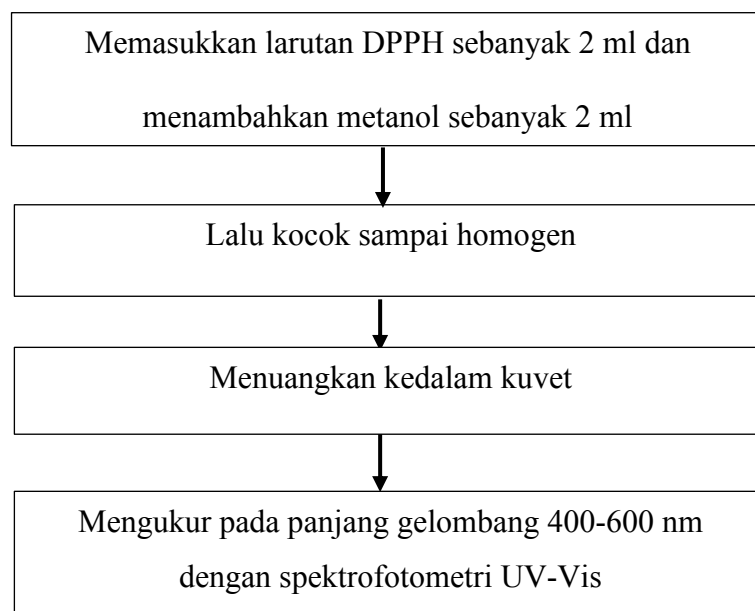 Memasukkan larutan DPPH sebanyak 2 ml dan
menambahkan metanol sebanyak 2 ml
Lalu kocok sampai homogen
Menuangkan kedalam kuvet
Mengukur pada panjang gelombang 400-600 nm
dengan spektrofotometri UV-Vis